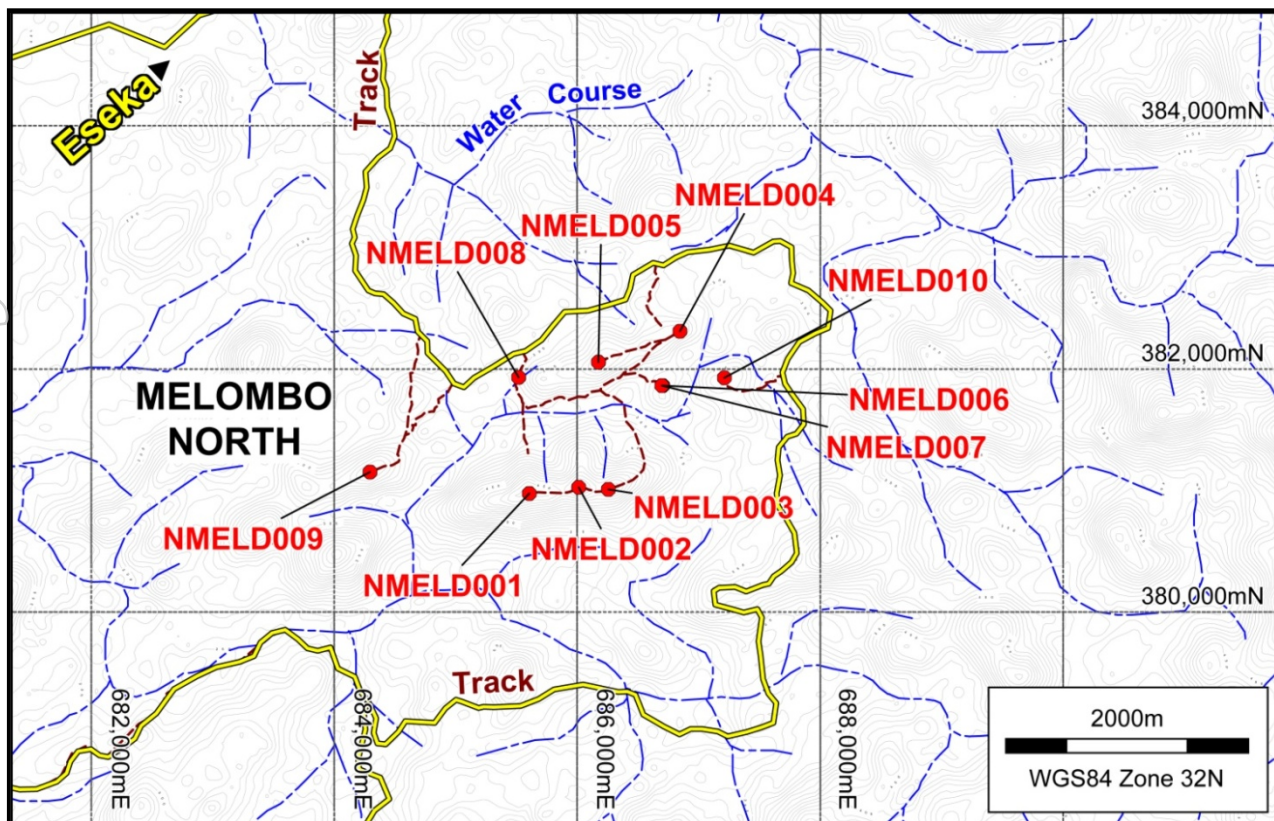 Eseka
Track
Water Course
384,000mN
NMELD004
NMELD005
NMELD008
NMELD010
382,000mN
MELOMBO
NORTH
NMELD006
NMELD007
NMELD003
NMELD009
NMELD002
NMELD001
380,000mN
Track
682,000mE
684,000mE
686,000mE
688,000mE
2000m
WGS84 Zone 32N